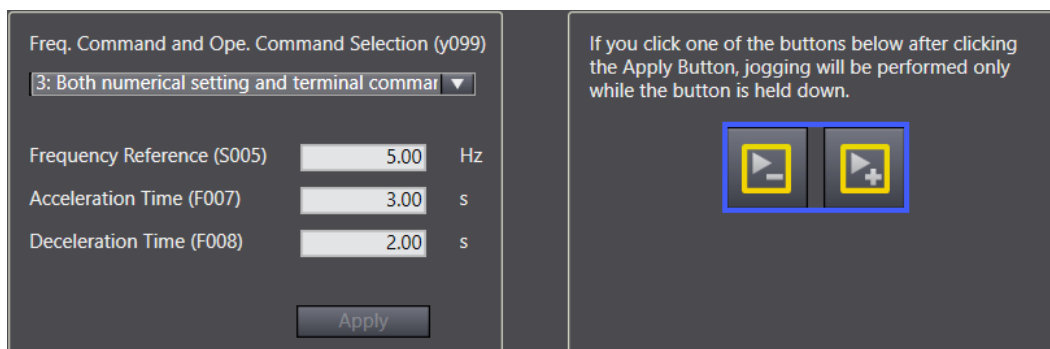 Freq. Command and Ope. Command Selection (y099)
3: Both numerical setting and terminal commar
Frequency Reference (S005) 5.00 Hz
Acceleration Time (F007) 3.00 s
Deceleration Time (F008) 2.00 s
Apply
If you click one of the buttons below after clicking
the Apply Button, jogging will be performed only
while the button is held down.